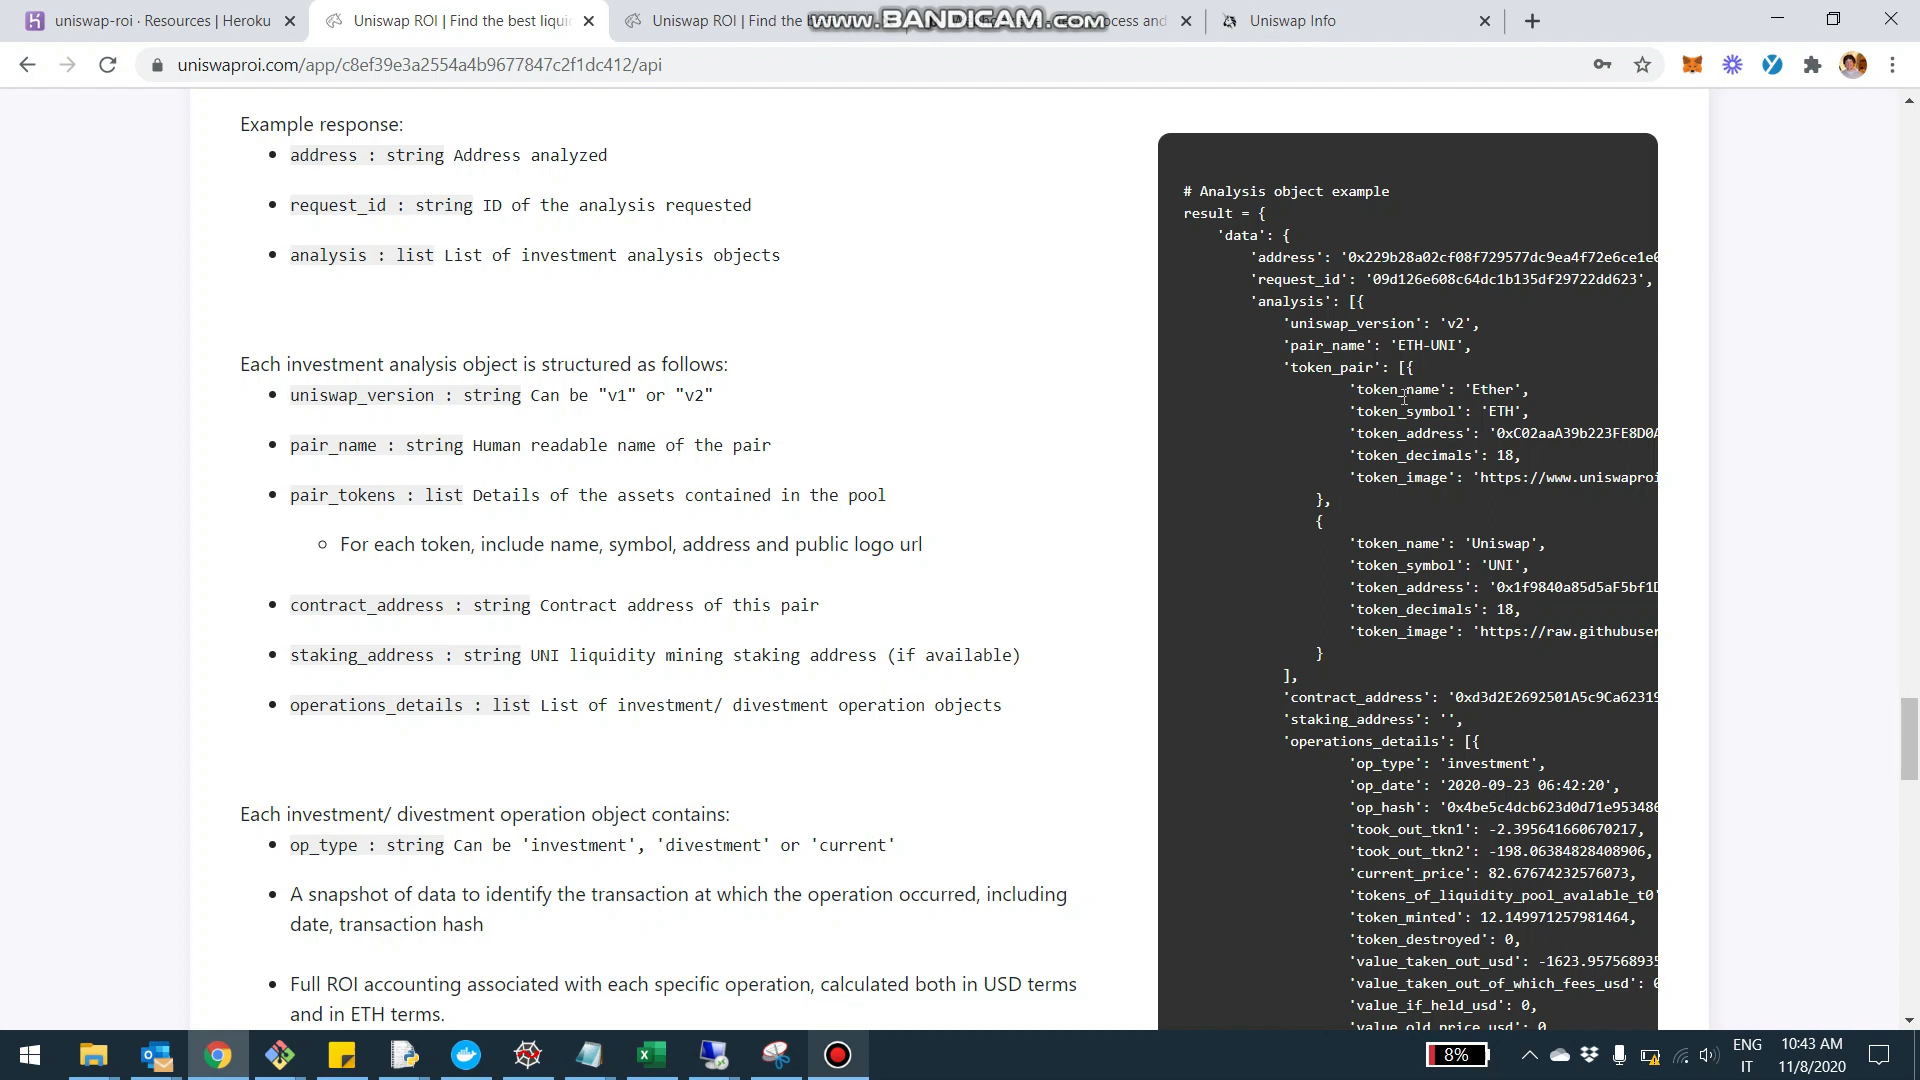 uniswap-roi · Resources | Heroku
Uniswap ROI | Find the best liqui
Uniswap ROI | Find the be
www.BANDICAM.com
ocess and
Uniswap Info
uniswaproi.com/app/c8ef39e3a2554a4b9677847c2f1dc412/api
Example response:
address : string Address analyzed
request_id : string ID of the analysis requested
analysis : list List of investment analysis objects
Each investment analysis object is structured as follows:
uniswap_version : string Can be "v1" or "v2"
pair_name : string Human readable name of the pair
pair_tokens : list Details of the assets contained in the pool
For each token, include name, symbol, address and public logo url
contract_address : string Contract address of this pair
staking_address : string UNI liquidity mining staking address (if available)
operations_details : list List of investment/ divestment operation objects
Each investment/ divestment operation object contains:
op_type : string Can be 'investment', 'divestment' or 'current'
A snapshot of data to identify the transaction at which the operation occurred, including
date, transaction hash
Full ROI accounting associated with each specific operation, calculated both in USD terms
and in ETH terms.
# Analysis object example
result = {
'data': {
'address': '0x229b28a02cf08f729577dc9ea4f72e6ce1e6
'request_id': '09d126e608c64dc1b135df29722dd623',
'analysis': [{
'uniswap_version': 'v2',
'pair_name': 'ETH-UNI',
'token_pair': [{
'token_name': 'Ether',
'token_symbol': 'ETH',
'token_address': '0xC02aaA39b223FE8D0A
'token_decimals': 18,
'token_image': 'https://www.uniswaproi
},
{
'token_name': 'Uniswap',
'token_symbol': 'UNI',
'token_address': '0x1f9840a85d5aF5bf1D
'token_decimals': 18,
'token_image': 'https://raw.githubuser
}
],
'contract_address': '0xd3d2E2692501A5c9Ca62319
'staking_address': '',
'operations_details': [{
'op_type': 'investment',
'op_date': '2020-09-23 06:42:20',
'op_hash': '0x4be5c4dcb623d0d71e953486
'took_out_tkn1': -2.395641660670217,
'took_out_tkn2': -198.06384828408906,
'current_price': 82.67674232576073,
'tokens_of_liquidity_pool_avalable_t0'
'token_minted': 12.149971257981464,
'token_destroyed': 0,
'value_taken_out_usd': -1623.957568935
'value_taken_out_of_which_fees_usd': 0
'value_if_held_usd': 0,
'value_old_price_usd': 0
8%
ENG
IT
10:43 AM
11/8/2020